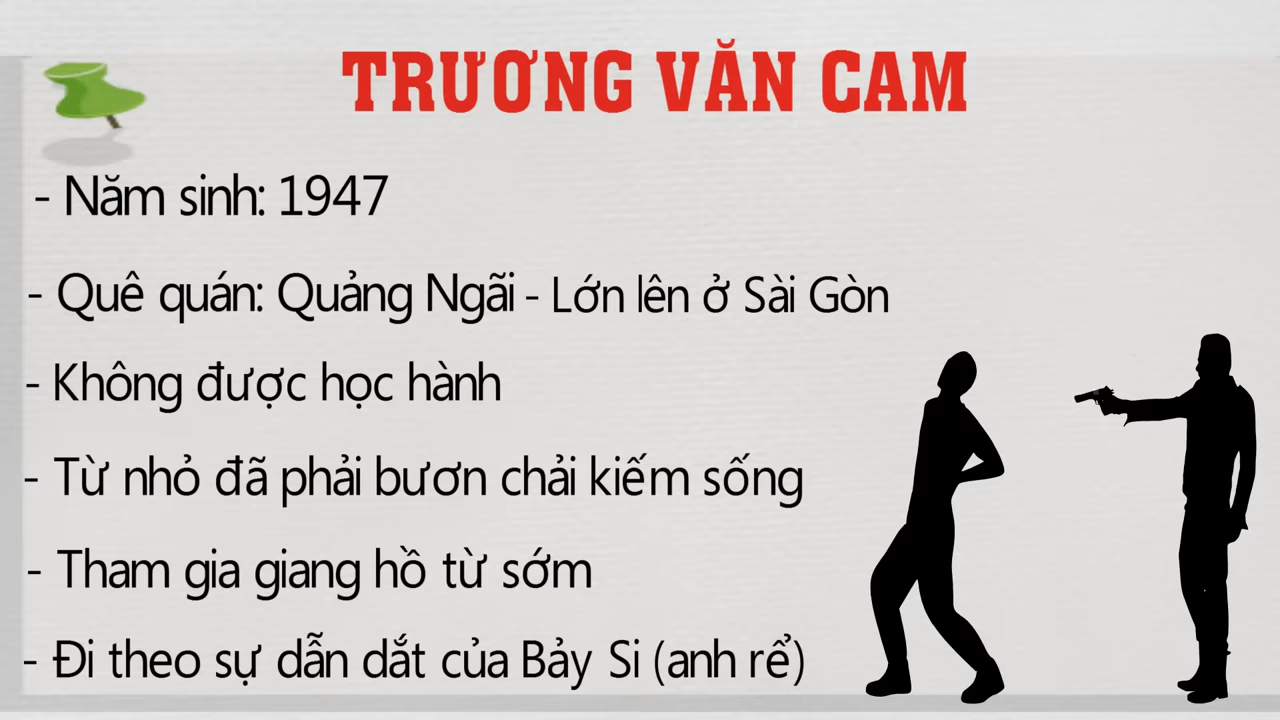 TRƯƠNG VĂN CAM
- Năm sinh: 1947
- Quê quán: Quảng Ngãi - Lớn lên ở Sài Gòn
- Không được học hành
- Từ nhỏ đã phải bươn chải kiếm sống
- Tham gia giang hồ từ sớm
- Đi theo sự dẫn dắt của Bảy Si (anh rể)